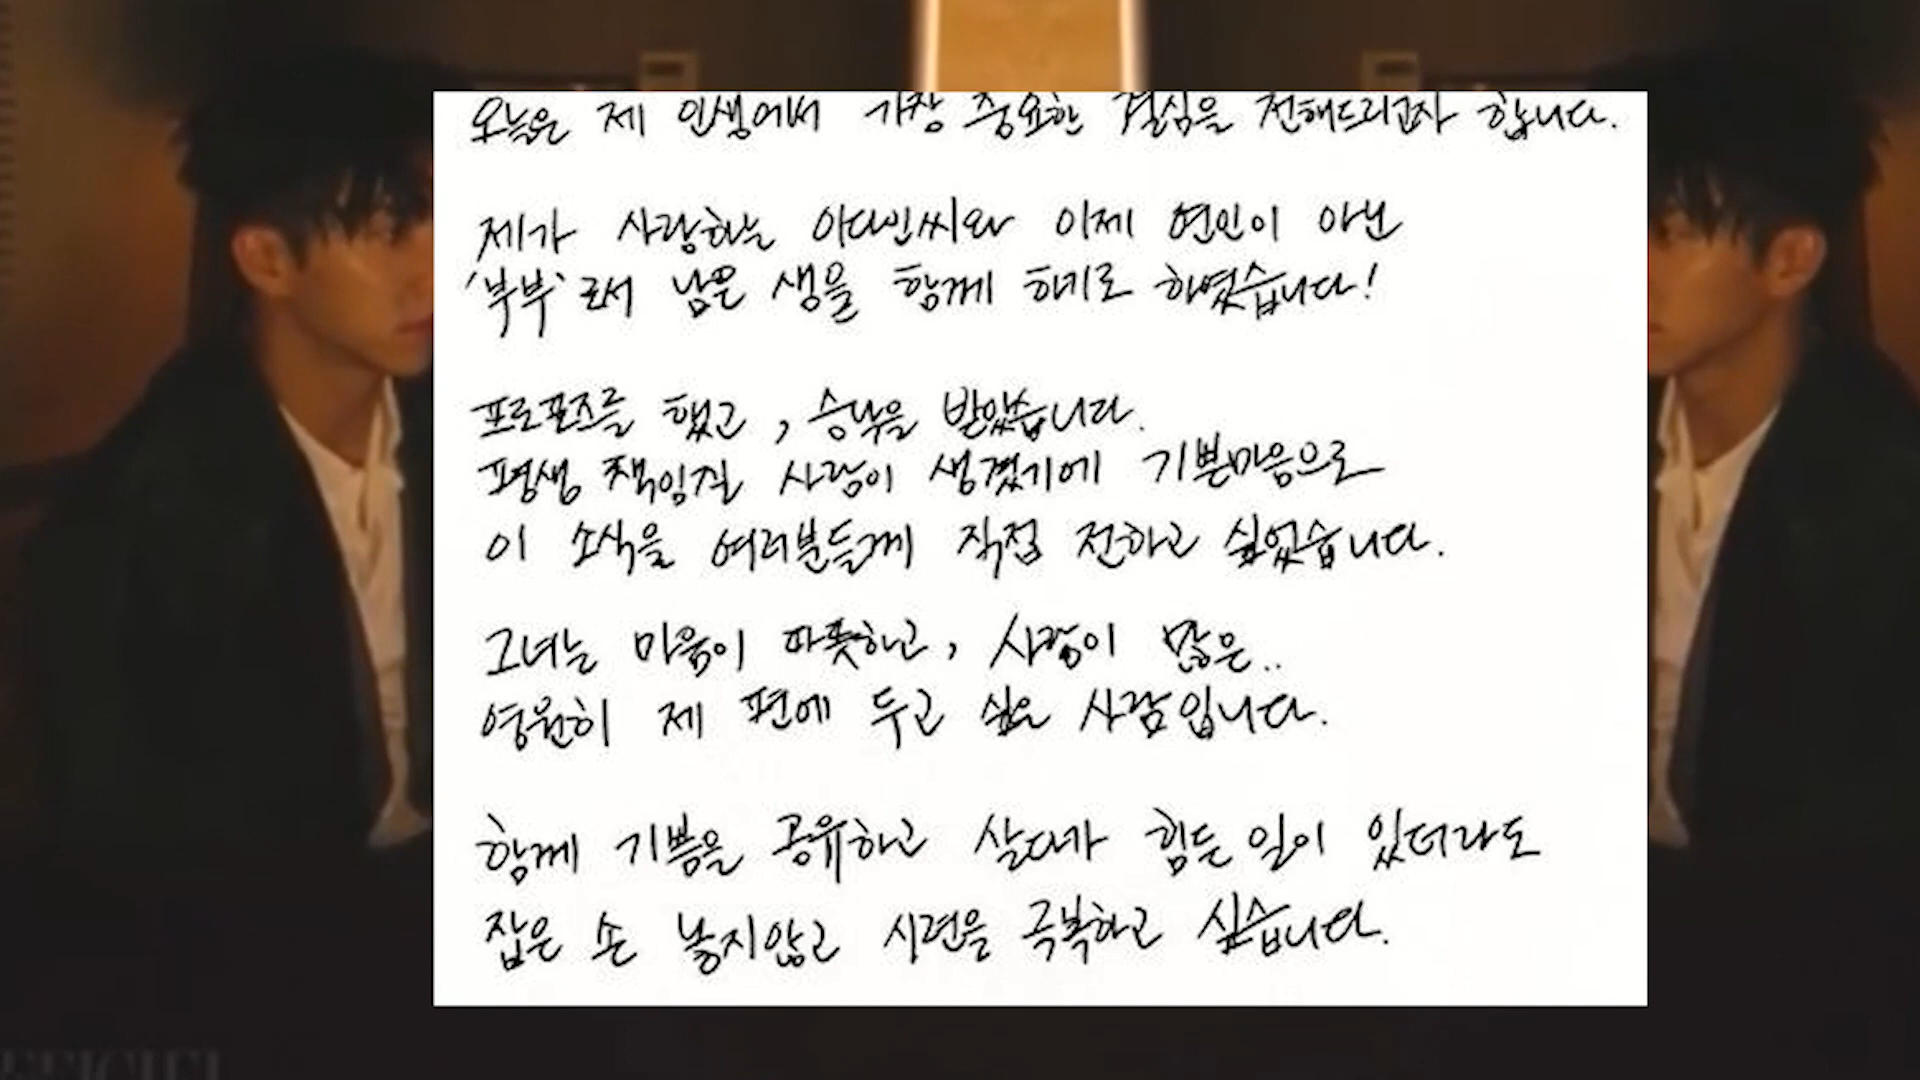 오늘은 제 인생에서 가장 중요한 결심을 전해드리고자 합니다.
제가 사랑하는 이다인씨와 이제 연인이 아닌
'부부'로서 남은 생을 함께 하기로 하였습니다!
프로포즈를 했고, 승낙을 받았습니다.
평생 책임질 사람이 생겼기에 기쁜마음으로
이 소식을 여러분들께 직접 전하고 싶었습니다.
그녀는 마음이 따뜻하고, 사랑이 많은..
영원히 제 편에 두고 싶은 사람입니다.
함께 기쁨을 공유하고 살다가 힘든 일이 있더라도
잡은 손 놓지않고 시련을 극복하고 싶습니다.